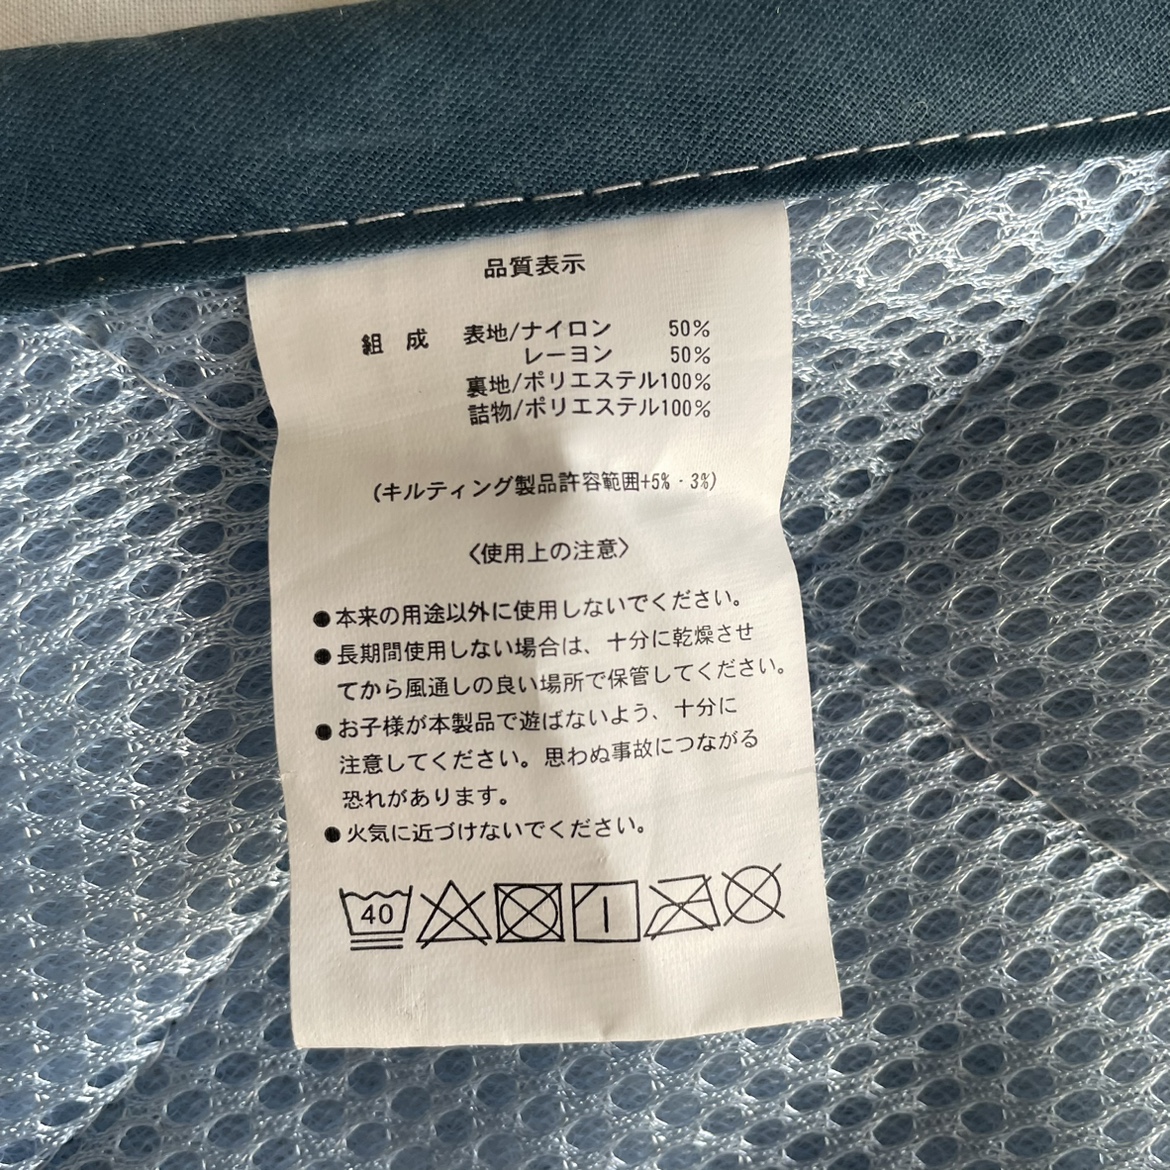 品質表示
組 成 表地/ナイロン 50%
レーヨン 50%
裏地/ポリエステル100%
詰物/ポリエステル100%
(キルティング製品許容範囲+5%・3%)
〈使用上の注意〉
●本来の用途以外に使用しないでください。
●長期間使用しない場合は、十分に乾燥させ
てから風通しの良い場所で保管してください。
●お子様が本製品で遊ばないよう、十分に
注意してください。思わぬ事故につながる
恐れがあります。
●火気に近づけないでください。
40